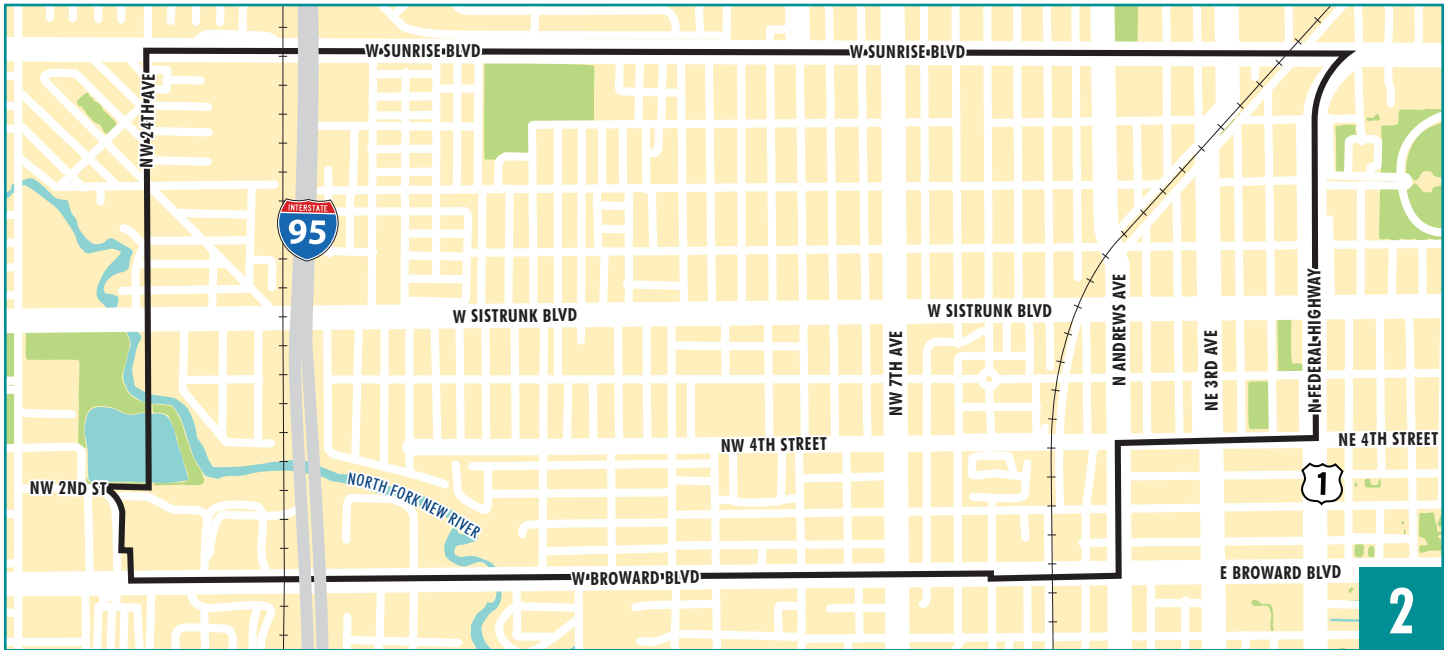 W SUNRISE BLVD
W SUNRISE BLVD
NW 24TH AVE
INTERSTATE
95
W SISTRUNK BLVD
W SISTRUNK BLVD
NW 7TH AVE
N ANDREWS AVE
NE 3RD AVE
N FEDERAL HIGHWAY
NW 4TH STREET
NE 4TH STREET
NW 2ND ST
NORTH FORK NEW RIVER
1
W BROWARD BLVD
E BROWARD BLVD
2